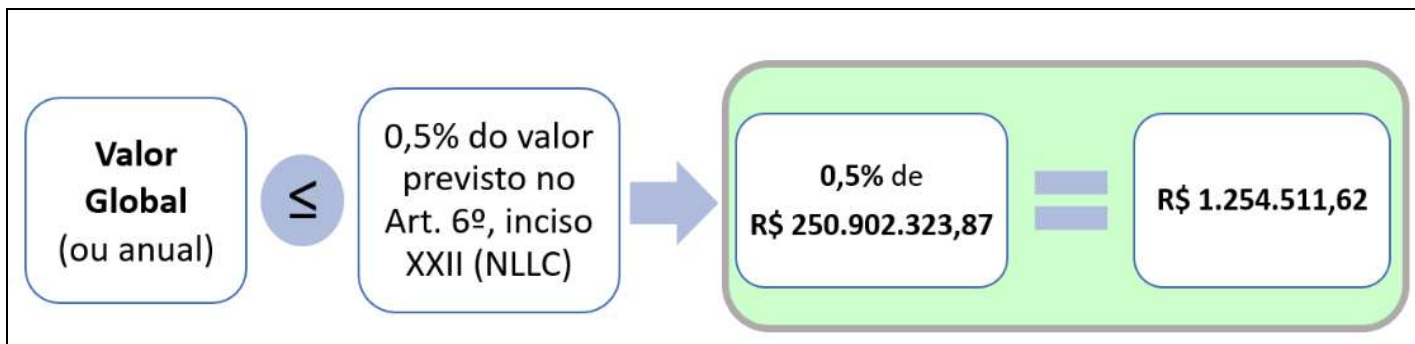 Valor
Global
(ou anual)
≤
0,5% do valor
previsto no
Art. 6º, inciso
XXII (NLLC)
0,5% de
R$ 250.902.323,87
=
R$ 1.254.511,62